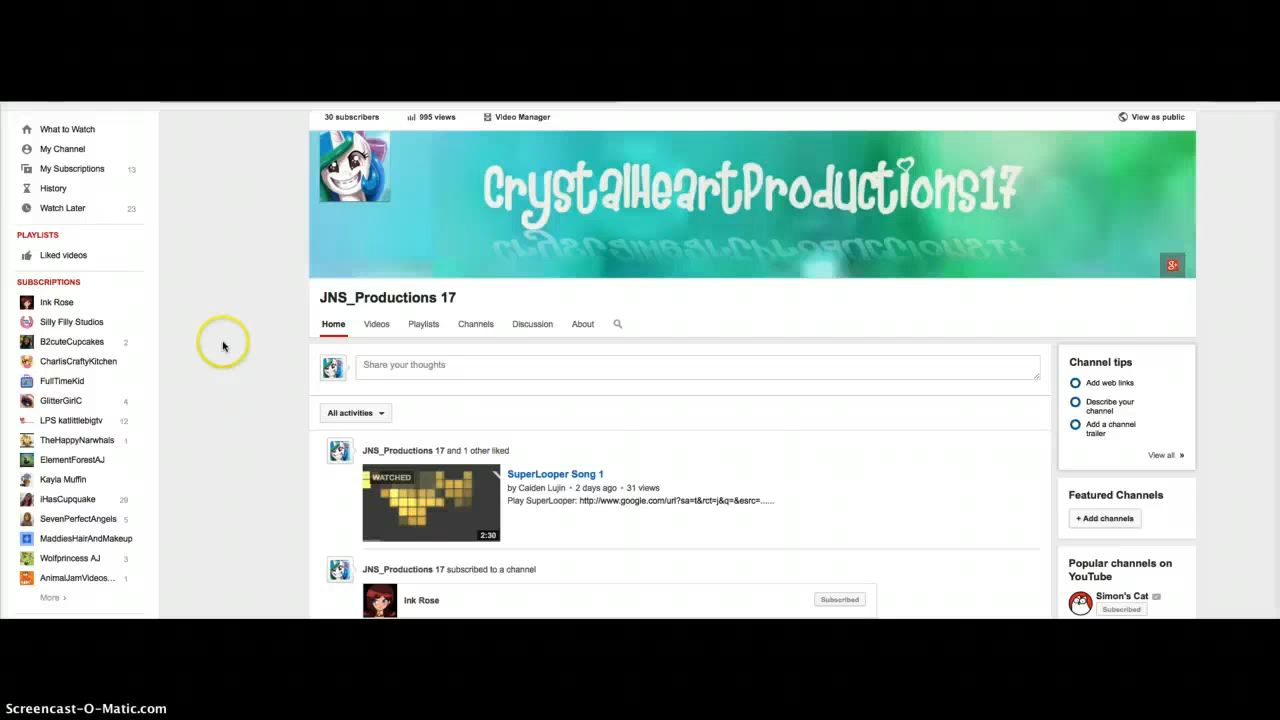 30 subscribers 995 views Video Manager View as public
What to Watch
My Channel
My Subscriptions 13
History
Watch Later 23
PLAYLISTS
Liked videos
SUBSCRIPTIONS
Ink Rose
Silly Filly Studios
B2cuteCupcakes 2
CharlisCraftyKitchen
FullTimeKid
GlitterGirlC 4
LPS katlittlebigtv 12
TheHappyNarwhals 1
ElementForestAJ
Kayla Muffin
iHasCupquake 29
SevenPerfectAngels 5
MaddiesHairAndMakeup
Wolfprincess AJ 3
AnimalJamVideos... 1
More ›
CrystalHeartProductions17
g+
JNS_Productions 17
Home Videos Playlists Channels Discussion About
Share your thoughts
All activities
JNS_Productions 17 and 1 other liked
WATCHED
2:30
SuperLooper Song 1
by Caiden Lujin • 2 days ago • 31 views
Play SuperLooper: http://www.google.com/url?sa=t&rct=j&q=&esrc=......
JNS_Productions 17 subscribed to a channel
Ink Rose Subscribed
Channel tips
Add web links
Describe your
channel
Add a channel
trailer
View all »
Featured Channels
+ Add channels
Popular channels on
YouTube
Simon's Cat
Subscribed
Screencast-O-Matic.com